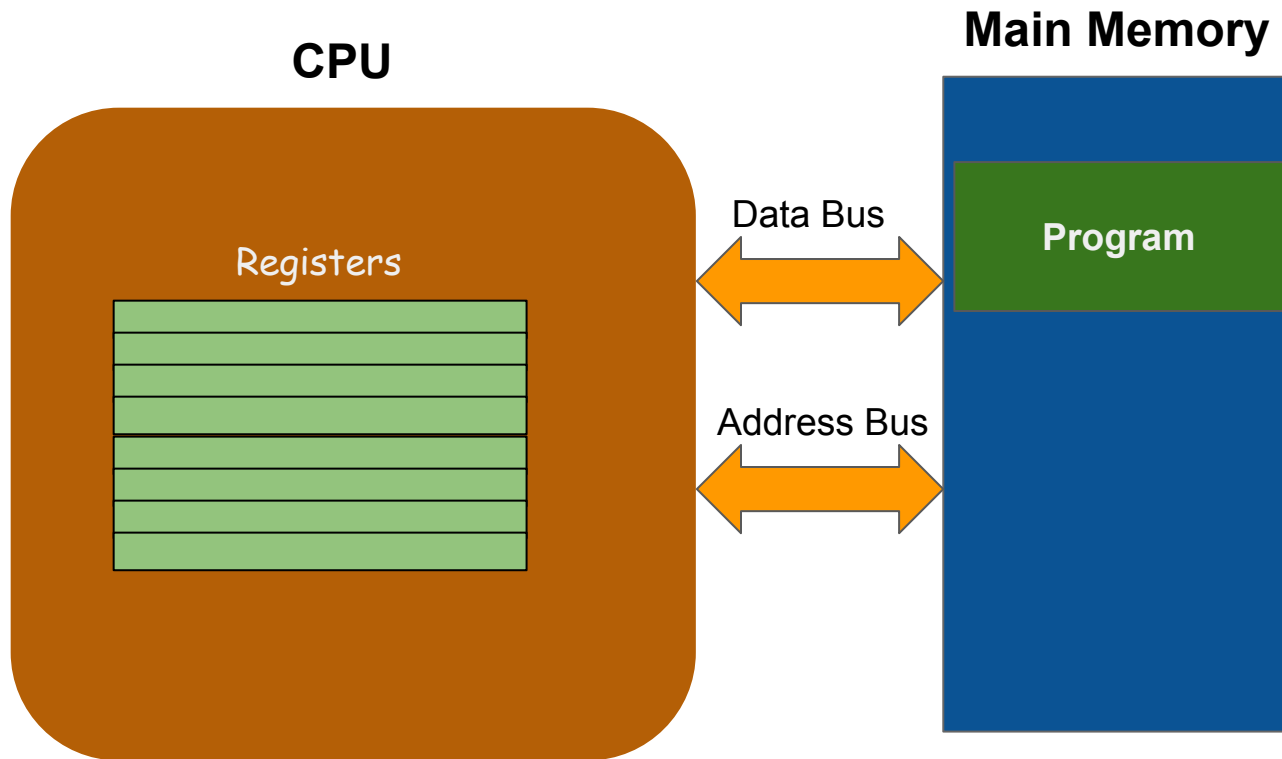 CPU
Main Memory
Registers
Data Bus
Program
Address Bus